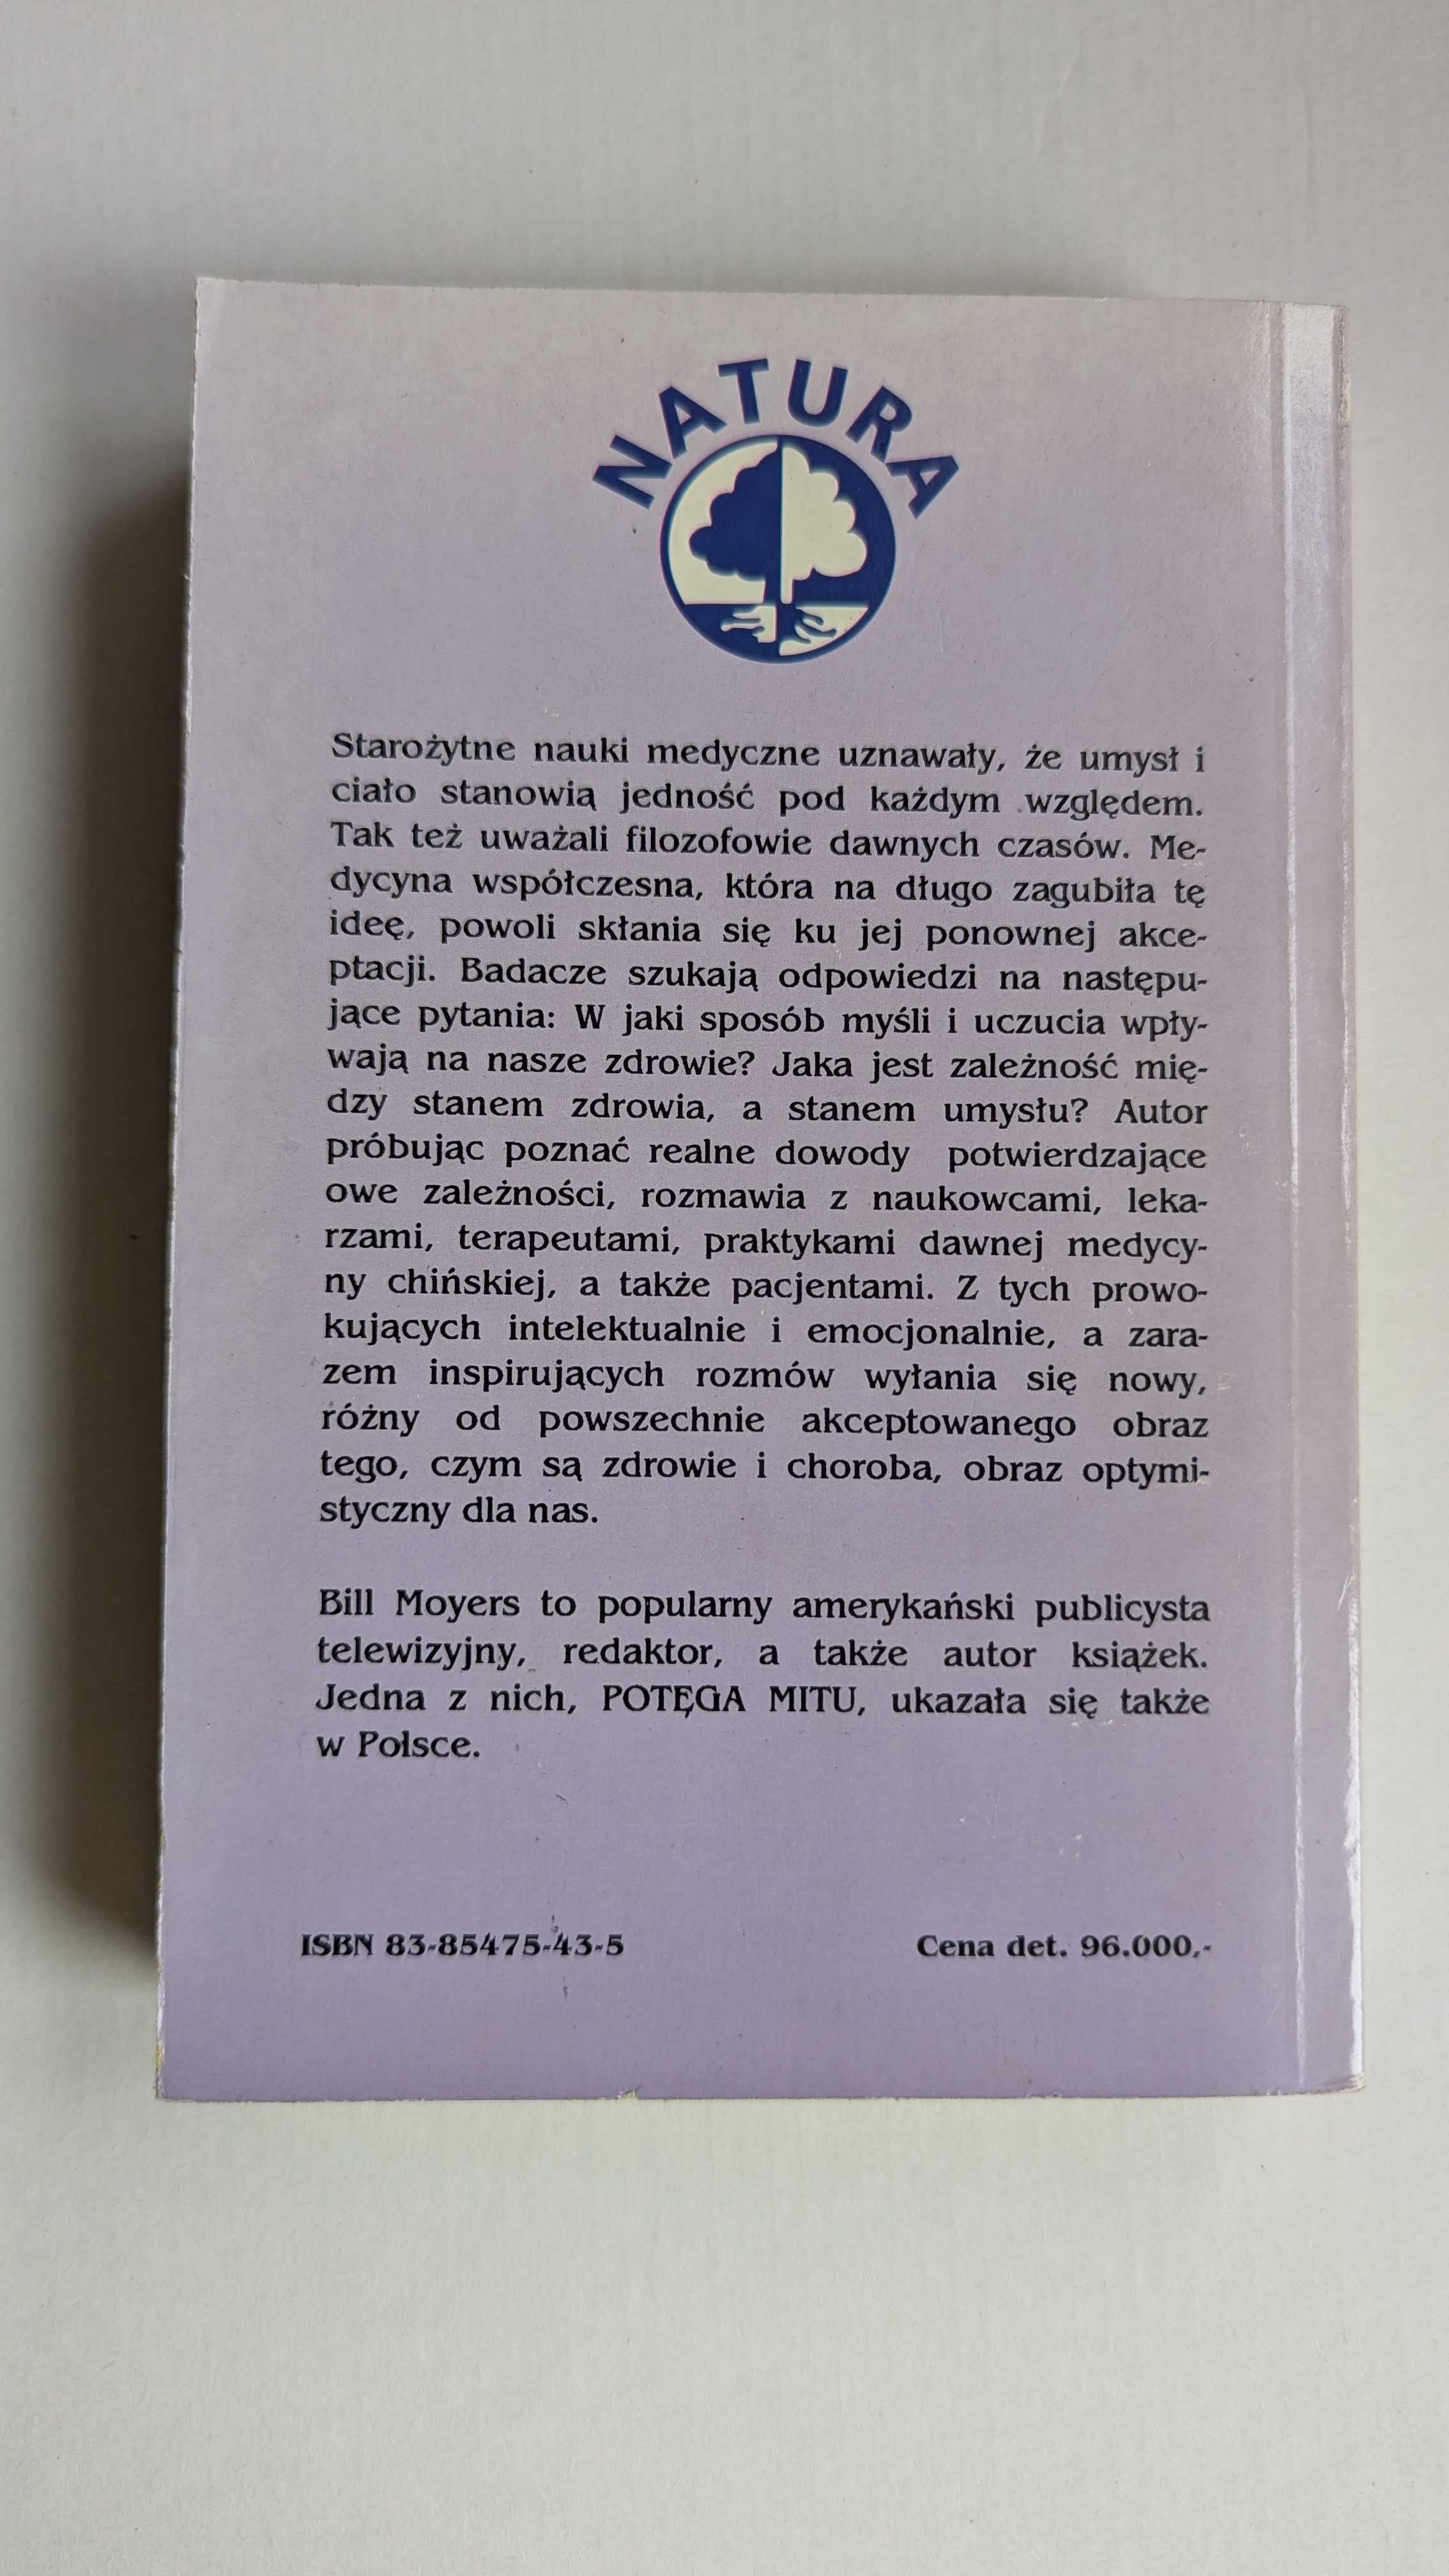 NATURA
Starożytne nauki medyczne uznawały, że umysł i
ciało stanowią jedność pod każdym względem.
Tak też uważali filozofowie dawnych czasów. Me-
dycyna współczesna, która na długo zagubiła tę
ideę, powoli skłania się ku jej ponownej akce-
ptacji. Badacze szukają odpowiedzi na następu-
jące pytania: W jaki sposób myśli i uczucia wpły-
wają na nasze zdrowie? Jaka jest zależność mię-
dzy stanem zdrowia, a stanem umysłu? Autor
próbując poznać realne dowody potwierdzające
owe zależności, rozmawia z naukowcami, leka-
rzami, terapeutami, praktykami dawnej medycy-
ny chińskiej, a także pacjentami. Z tych prowo-
kujących intelektualnie i emocjonalnie, a zara-
zem inspirujących rozmów wyłania się nowy,
różny od powszechnie akceptowanego obraz
tego, czym są zdrowie i choroba, obraz optymi-
styczny dla nas.
Bill Moyers to popularny amerykański publicysta
telewizyjny, redaktor, a także autor książek.
Jedna z nich, POTĘGA MITU, ukazała się także
w Polsce.
ISBN 83-85475-43-5 Cena det. 96.000,-